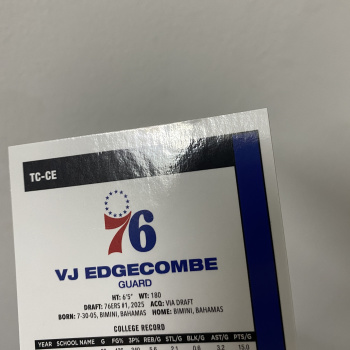 TC-CE
76
VJ EDGECOMBE
GUARD
HT: 6'5" WT: 180
DRAFT: 76ERS #1, 2025 ACQ: VIA DRAFT
BORN: 7-30-05, BIMINI, BAHAMAS HOME: BIMINI, BAHAMAS
COLLEGE RECORD
YEAR SCHOOL NAME G FG% 3P% REB/G STL/G BLK/G AST/G PTS/G